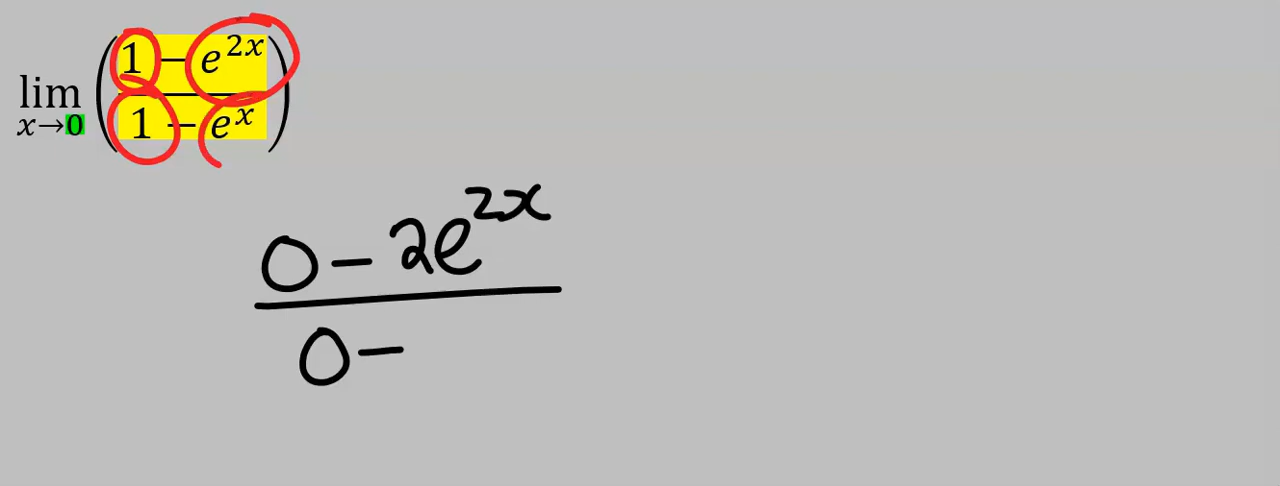 lim x→0 ( 1 − e^{2x} / 1 − e^{x} )
0 − 2e^{2x}
0 −